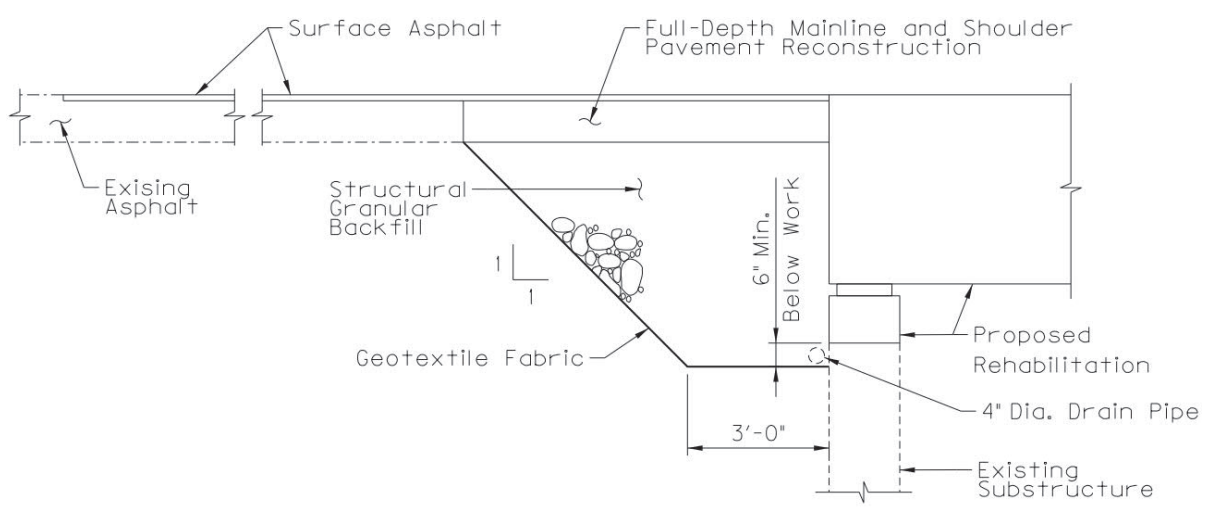 Surface Asphalt
Full-Depth Mainline and Shoulder
Pavement Reconstruction
Exising
Asphalt
Structural
Granular
Backfill
6" Min.
Below Work
1
1
Geotextile Fabric
Proposed
Rehabilitation
4" Dia. Drain Pipe
3'-0"
Existing
Substructure